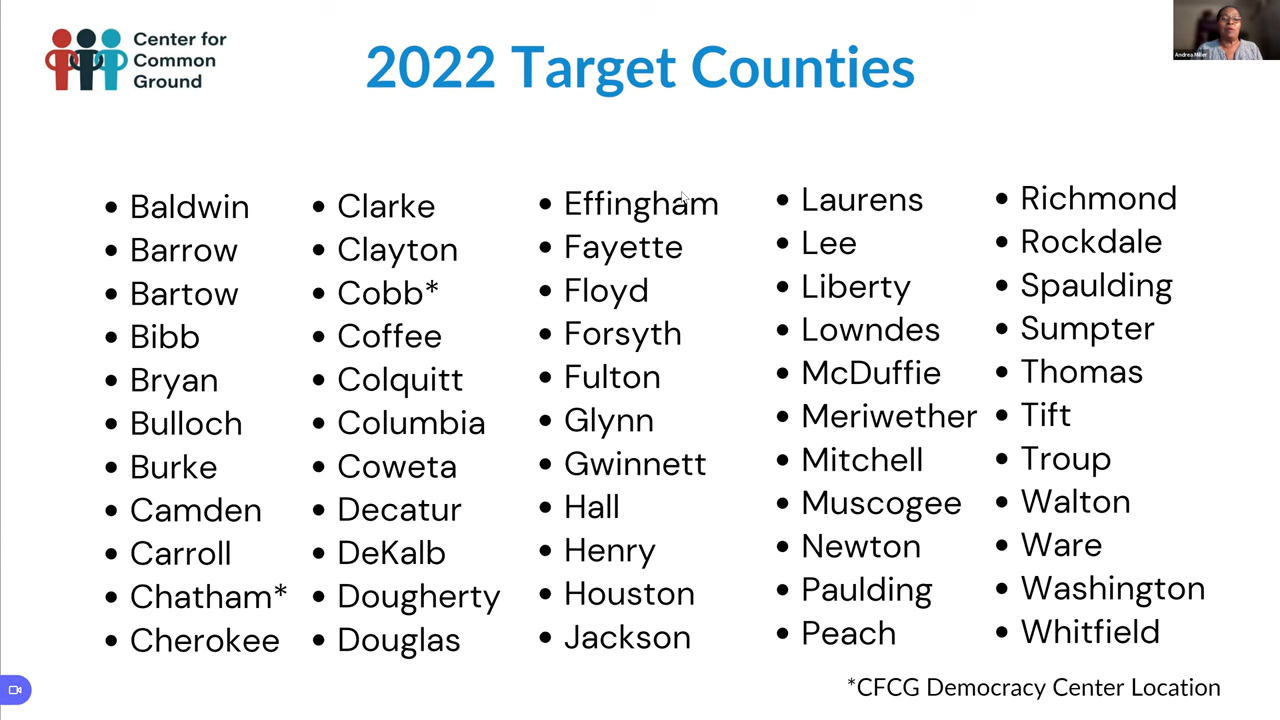 Center for
Common
Ground
2022 Target Counties
Andrea Miller
• Baldwin
• Barrow
• Bartow
• Bibb
• Bryan
• Bulloch
• Burke
• Camden
• Carroll
• Chatham*
• Cherokee
• Clarke
• Clayton
• Cobb*
• Coffee
• Colquitt
• Columbia
• Coweta
• Decatur
• DeKalb
• Dougherty
• Douglas
• Effingham
• Fayette
• Floyd
• Forsyth
• Fulton
• Glynn
• Gwinnett
• Hall
• Henry
• Houston
• Jackson
• Laurens
• Lee
• Liberty
• Lowndes
• McDuffie
• Meriwether
• Mitchell
• Muscogee
• Newton
• Paulding
• Peach
• Richmond
• Rockdale
• Spaulding
• Sumpter
• Thomas
• Tift
• Troup
• Walton
• Ware
• Washington
• Whitfield
*CFCG Democracy Center Location